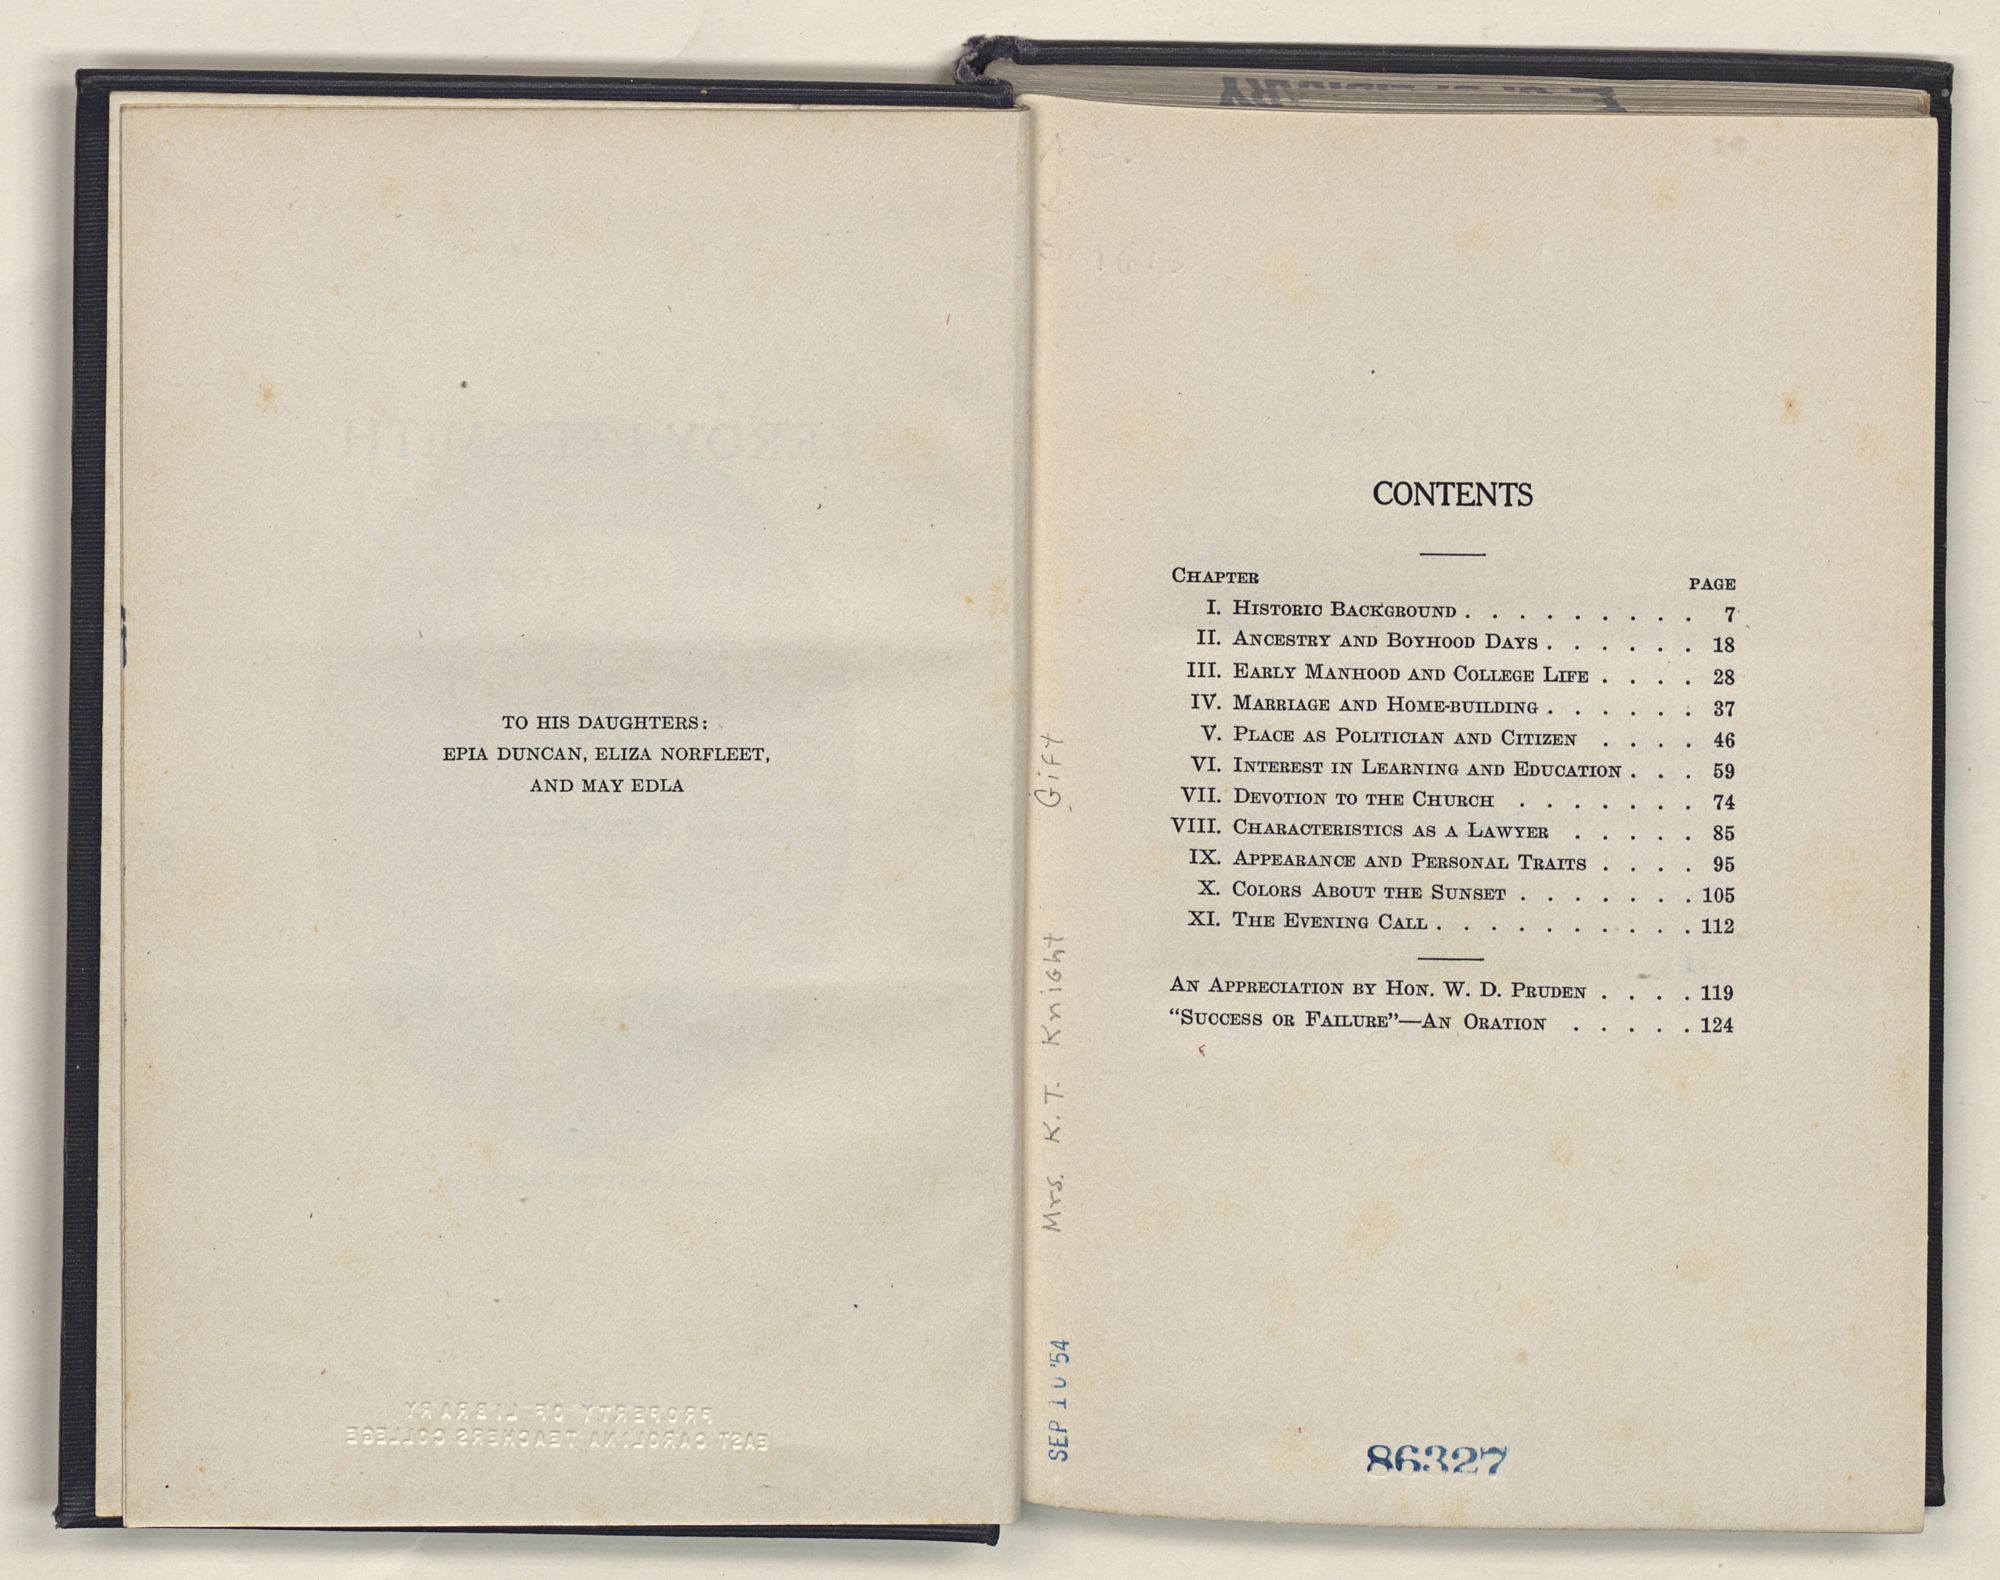 TO HIS DAUGHTERS:
EPIA DUNCAN, ELIZA NORFLEET,
AND MAY EDLA
PROPERTY OF LIBRARY
EAST CAROLINA TEACHERS COLLEGE
CONTENTS
CHAPTER PAGE
I. HISTORIC BACKGROUND . . . . . . . . . 7
II. ANCESTRY AND BOYHOOD DAYS . . . . . . 18
III. EARLY MANHOOD AND COLLEGE LIFE . . . . 28
IV. MARRIAGE AND HOME-BUILDING . . . . . . 37
V. PLACE AS POLITICIAN AND CITIZEN . . . . 46
VI. INTEREST IN LEARNING AND EDUCATION . . . 59
VII. DEVOTION TO THE CHURCH . . . . . . . 74
VIII. CHARACTERISTICS AS A LAWYER . . . . . 85
IX. APPEARANCE AND PERSONAL TRAITS . . . . 95
X. COLORS ABOUT THE SUNSET . . . . . . . 105
XI. THE EVENING CALL . . . . . . . . . . 112
AN APPRECIATION BY HON. W. D. PRUDEN . . . . 119
"SUCCESS OR FAILURE"—AN ORATION . . . . . 124
86327
SEP 10 '54 Mrs. K. T. Knight Gift